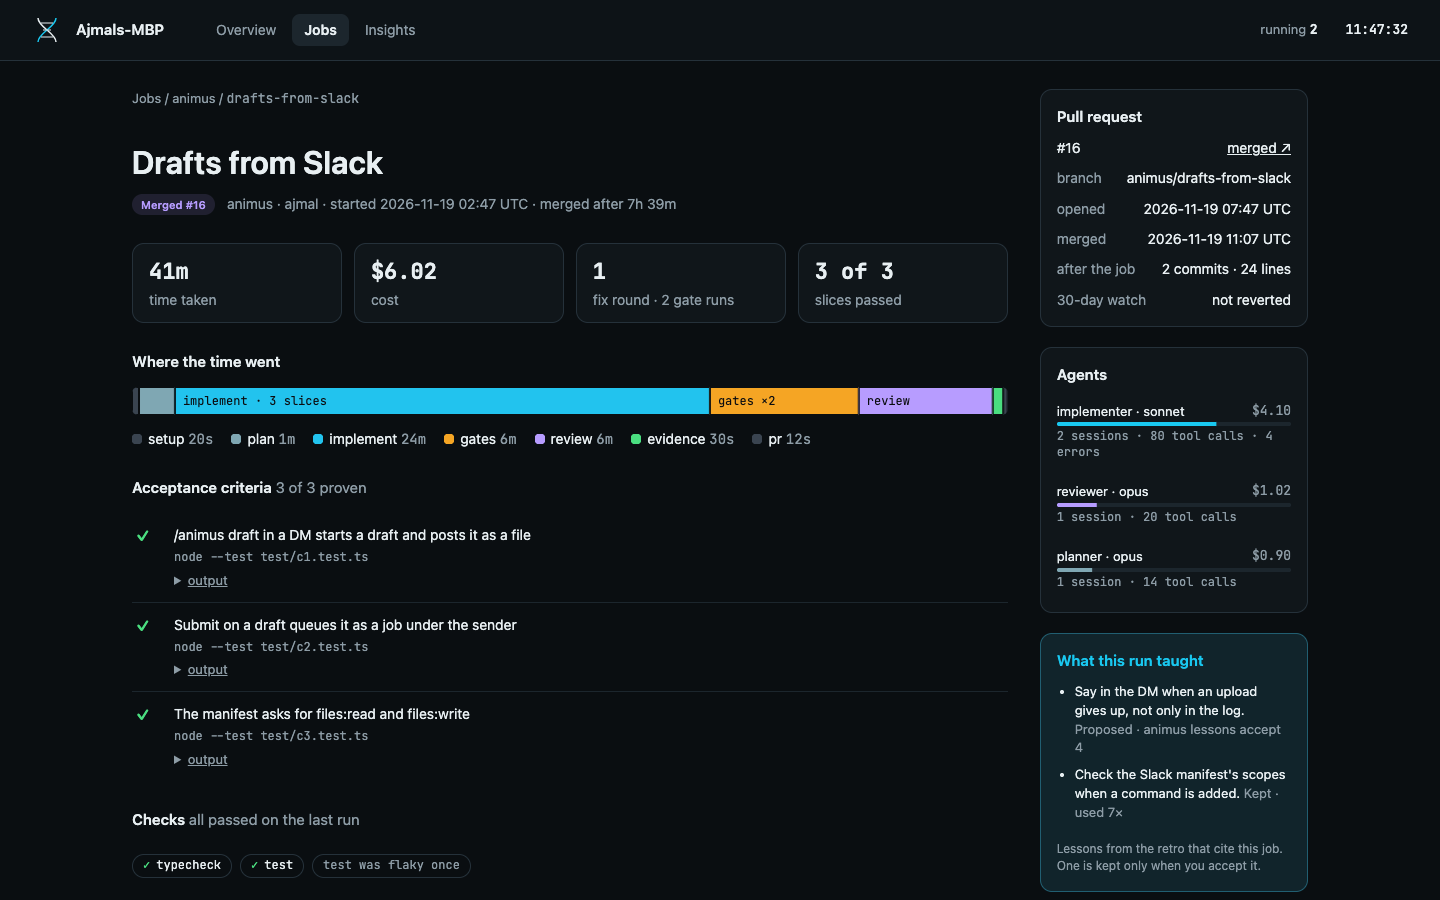 Ajmals-MBP
Overview
Jobs
Insights
running 2
11:47:32
Jobs / animus / drafts-from-slack
Drafts from Slack
Merged #16
animus · ajmal · started 2026-11-19 02:47 UTC · merged after 7h 39m
41m
time taken
$6.02
cost
1
fix round · 2 gate runs
3 of 3
slices passed
Where the time went
implement · 3 slices
gates ×2
review
setup 20s
plan 1m
implement 24m
gates 6m
review 6m
evidence 30s
pr 12s
Acceptance criteria 3 of 3 proven
✓ /animus draft in a DM starts a draft and posts it as a file
node --test test/c1.test.ts
▶ output
✓ Submit on a draft queues it as a job under the sender
node --test test/c2.test.ts
▶ output
✓ The manifest asks for files:read and files:write
node --test test/c3.test.ts
▶ output
Checks all passed on the last run
✓ typecheck
✓ test
test was flaky once
Pull request
#16 merged ↗
branch animus/drafts-from-slack
opened 2026-11-19 07:47 UTC
merged 2026-11-19 11:07 UTC
after the job 2 commits · 24 lines
30-day watch not reverted
Agents
implementer · sonnet $4.10
2 sessions · 80 tool calls · 4
errors
reviewer · opus $1.02
1 session · 20 tool calls
planner · opus $0.90
1 session · 14 tool calls
What this run taught
• Say in the DM when an upload
gives up, not only in the log.
Proposed · animus lessons accept
4
• Check the Slack manifest's scopes
when a command is added. Kept ·
used 7×
Lessons from the retro that cite this job.
One is kept only when you accept it.